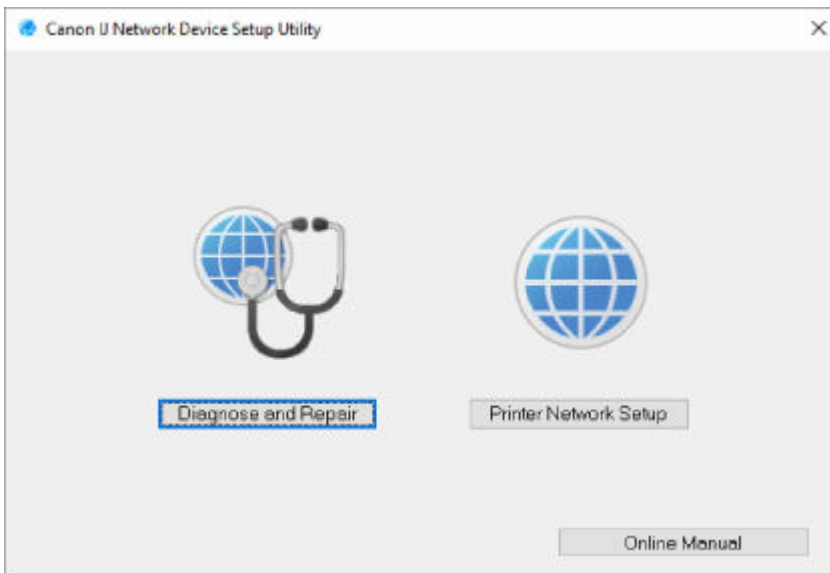 Canon IJ Network Device Setup Utility
Diagnose and Repair
Printer Network Setup
Online Manual